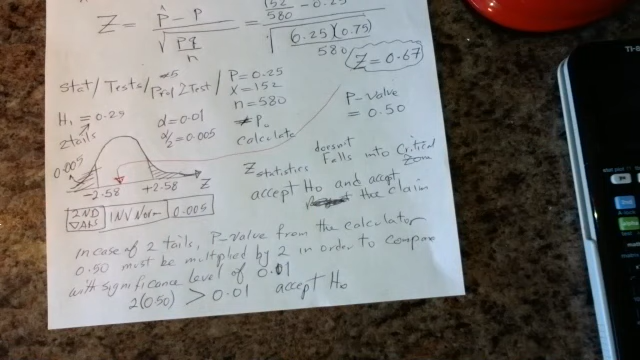 Z = p̂ - p / √(pq/n) = 152/580 - 0.25 / √((0.25)(0.75)/580)
Z = 0.67
Stat/Tests/ Prop Z Test/ P = 0.25
x = 152
n = 580
≠ P₀
Calculate
P-Value
= 0.50
H₁ = 0.25
2 tails
α = 0.01
α/2 = 0.005
0.005
-2.58 +2.58 Z
2ND VARS INV Norm 0.005
Z statistics doesn't
Falls into Critical
Zone
accept H₀ and accept
the claim
In case of 2 tails, P-Value from the calculator
0.50 must be multiplied by 2 in order to compare
with significance level of 0.01
2(0.50) > 0.01 accept H₀
TI-8